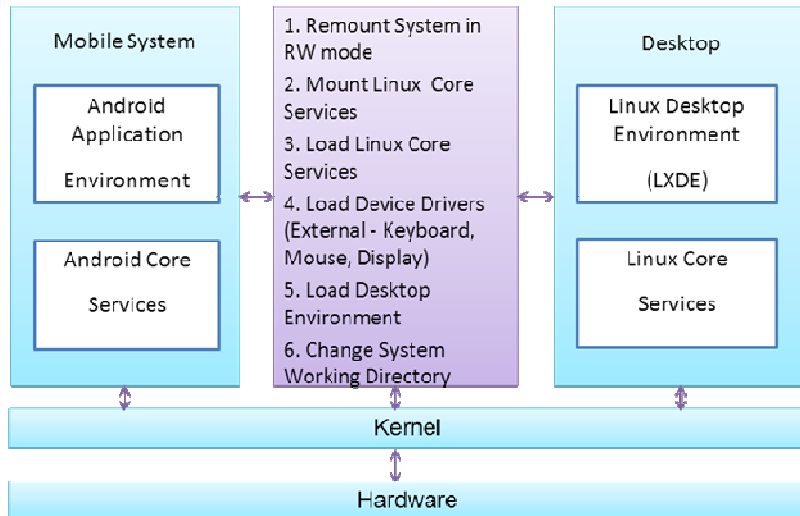 Mobile System
Android
Application
Environment
Android Core
Services
1. Remount System in
RW mode
2. Mount Linux Core
Services
3. Load Linux Core
Services
4. Load Device Drivers
(External - Keyboard,
Mouse, Display)
5. Load Desktop
Environment
6. Change System
Working Directory
Desktop
Linux Desktop
Environment
(LXDE)
Linux Core
Services
Kernel
Hardware